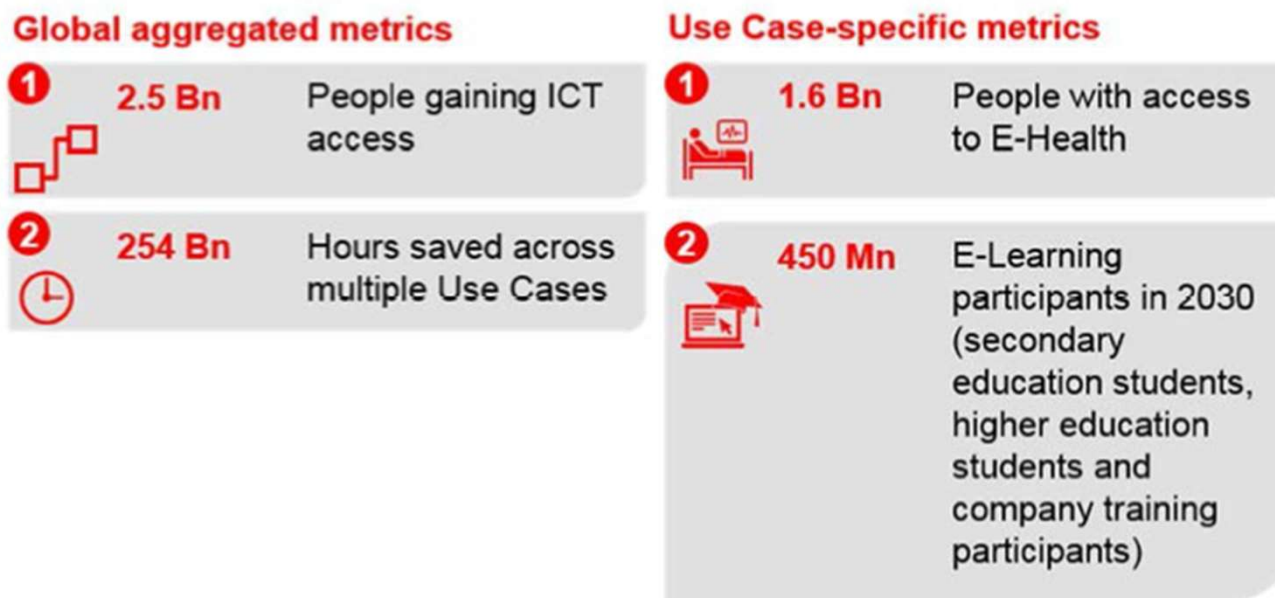 Global aggregated metrics
1
2.5 Bn
People gaining ICT
access
2
254 Bn
Hours saved across
multiple Use Cases
Use Case-specific metrics
1
1.6 Bn
People with access
to E-Health
2
450 Mn
E-Learning
participants in 2030
(secondary
education students,
higher education
students and
company training
participants)